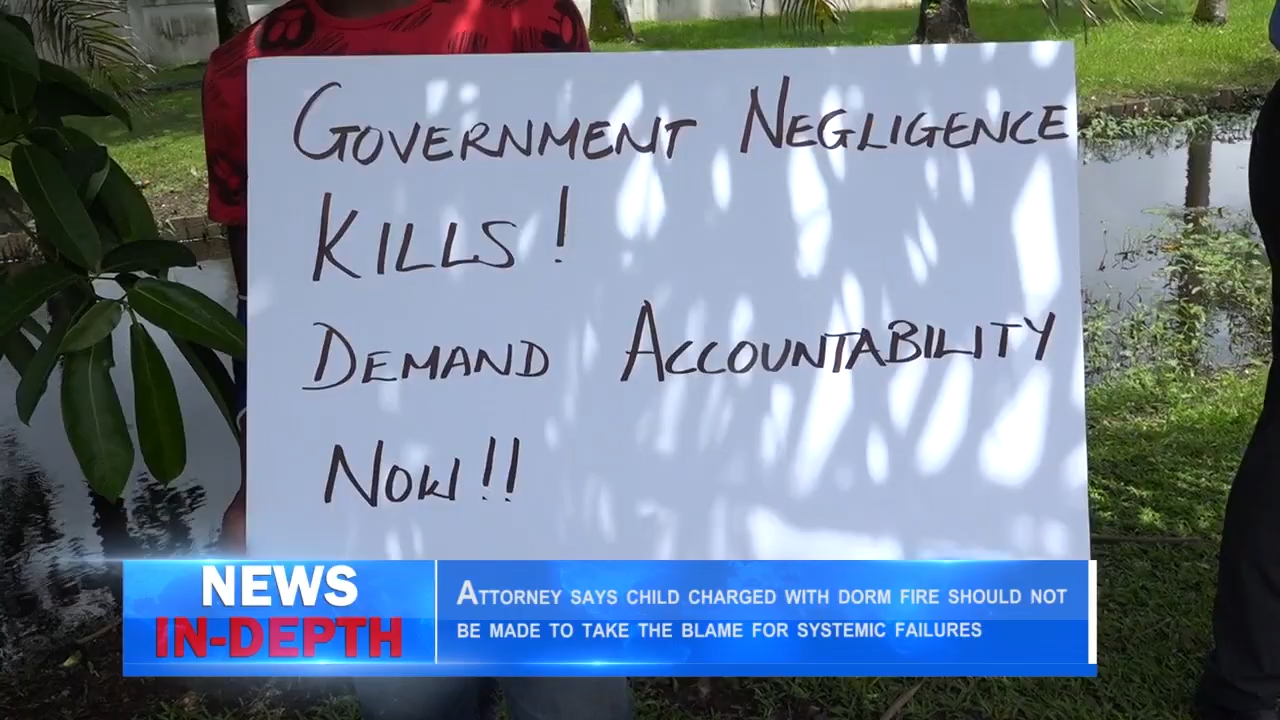 GOVERNMENT NEGLIGENCE
KILLS!
DEMAND ACCOUNTABILITY
NOW!!
NEWS
IN-DEPTH
ATTORNEY SAYS CHILD CHARGED WITH DORM FIRE SHOULD NOT
BE MADE TO TAKE THE BLAME FOR SYSTEMIC FAILURES